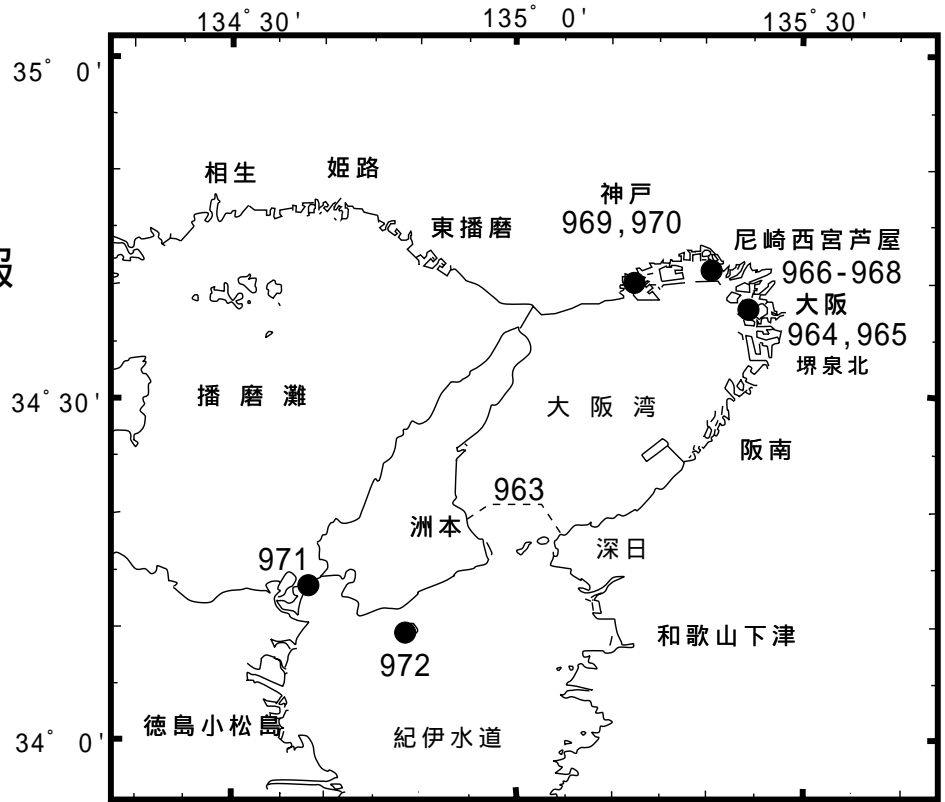 134°30'
135° 0'
135°30'
35° 0'
相生
姫路
神戸
969,970
東播磨
尼崎西宮芦屋
966-968
報
大阪
964,965
堺泉北
34°30'
播磨灘
大阪湾
阪南
963
洲本
深日
971
和歌山下津
972
徳島小松島
紀伊水道
34° 0'